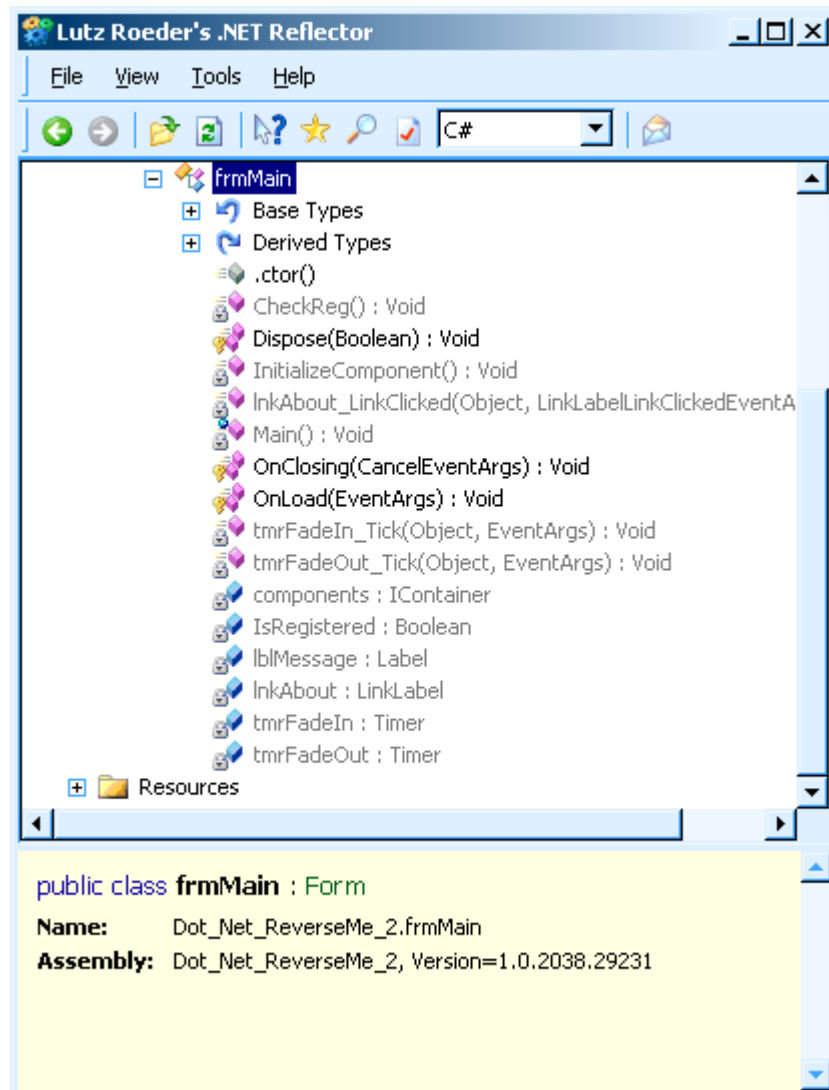 Lutz Roeder's .NET Reflector
File View Tools Help
C#
frmMain
Base Types
Derived Types
.ctor()
CheckReg() : Void
Dispose(Boolean) : Void
InitializeComponent() : Void
lnkAbout_LinkClicked(Object, LinkLabelLinkClickedEventA
Main() : Void
OnClosing(CancelEventArgs) : Void
OnLoad(EventArgs) : Void
tmrFadeIn_Tick(Object, EventArgs) : Void
tmrFadeOut_Tick(Object, EventArgs) : Void
components : IContainer
IsRegistered : Boolean
lblMessage : Label
lnkAbout : LinkLabel
tmrFadeIn : Timer
tmrFadeOut : Timer
Resources
public class frmMain : Form
Name: Dot_Net_ReverseMe_2.frmMain
Assembly: Dot_Net_ReverseMe_2, Version=1.0.2038.29231